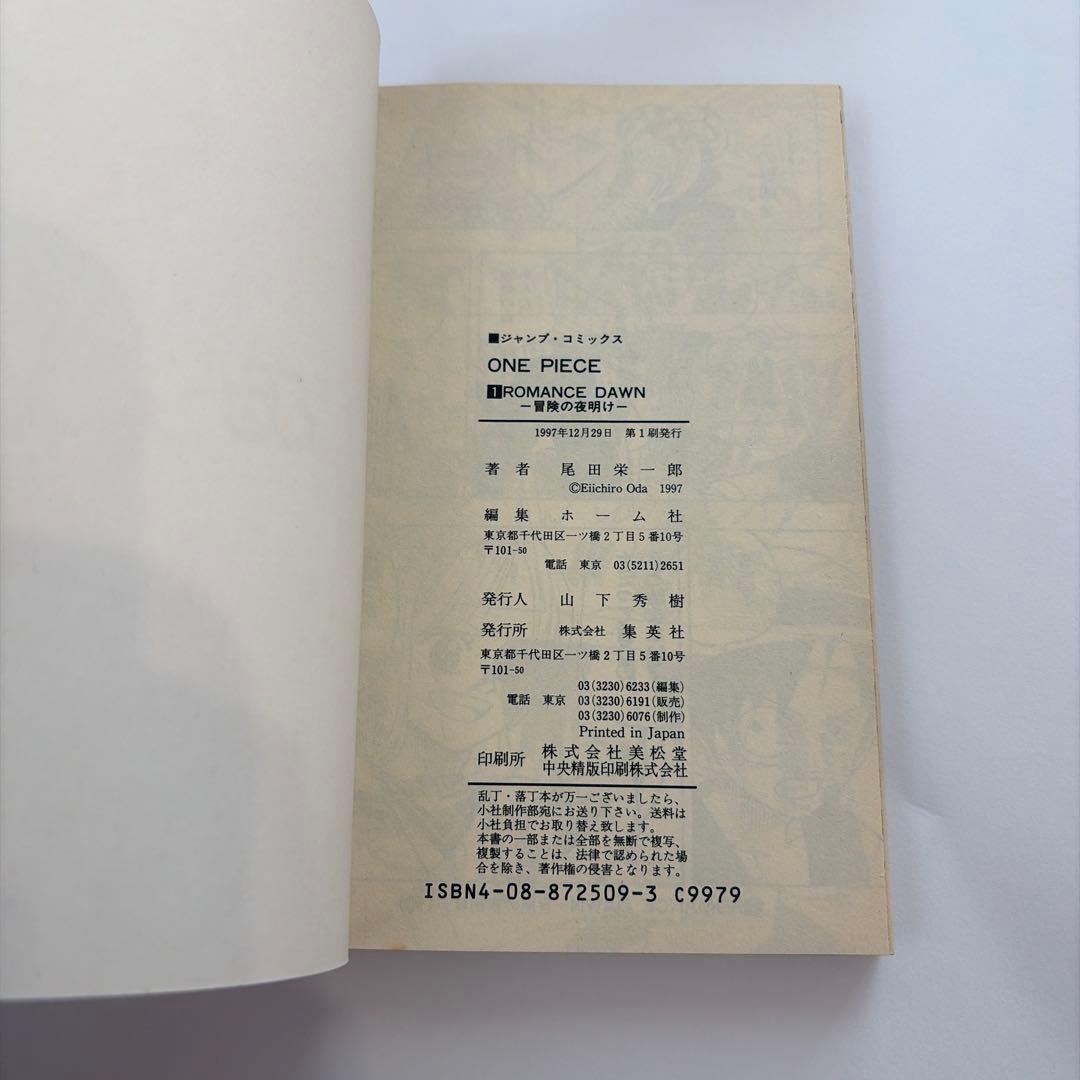 ■ジャンプ・コミックス
ONE PIECE
1 ROMANCE DAWN
－冒険の夜明け－
1997年12月29日 第1刷発行
著者 尾田栄一郎
©Eiichiro Oda 1997
編集 ホーム社
東京都千代田区一ツ橋2丁目5番10号
〒101-50
電話 東京 03(5211)2651
発行人 山下秀樹
発行所 株式会社 集英社
東京都千代田区一ツ橋2丁目5番10号
〒101-50
03(3230)6233(編集)
電話 東京 03(3230)6191(販売)
03(3230)6076(制作)
Printed in Japan
印刷所 株式会社美松堂
中央精版印刷株式会社
乱丁・落丁本が万一ございましたら、
小社制作部宛にお送り下さい。送料は
小社負担でお取り替え致します。
本書の一部または全部を無断で複写、
複製することは、法律で認められた場
合を除き、著作権の侵害となります。
ISBN4-08-872509-3 C9979